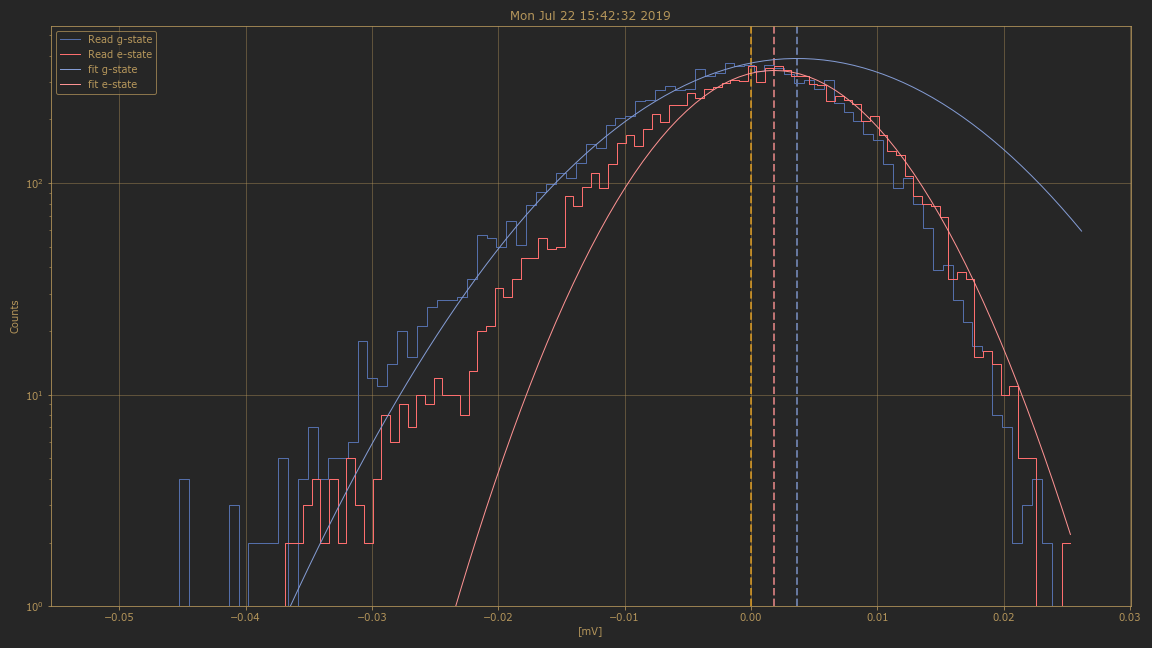 Mon Jul 22 15:42:32 2019
Read g-state
Read e-state
fit g-state
fit e-state
Counts
10²
10¹
10⁰
−0.05 −0.04 −0.03 −0.02 −0.01 0.00 0.01 0.02 0.03
[mV]